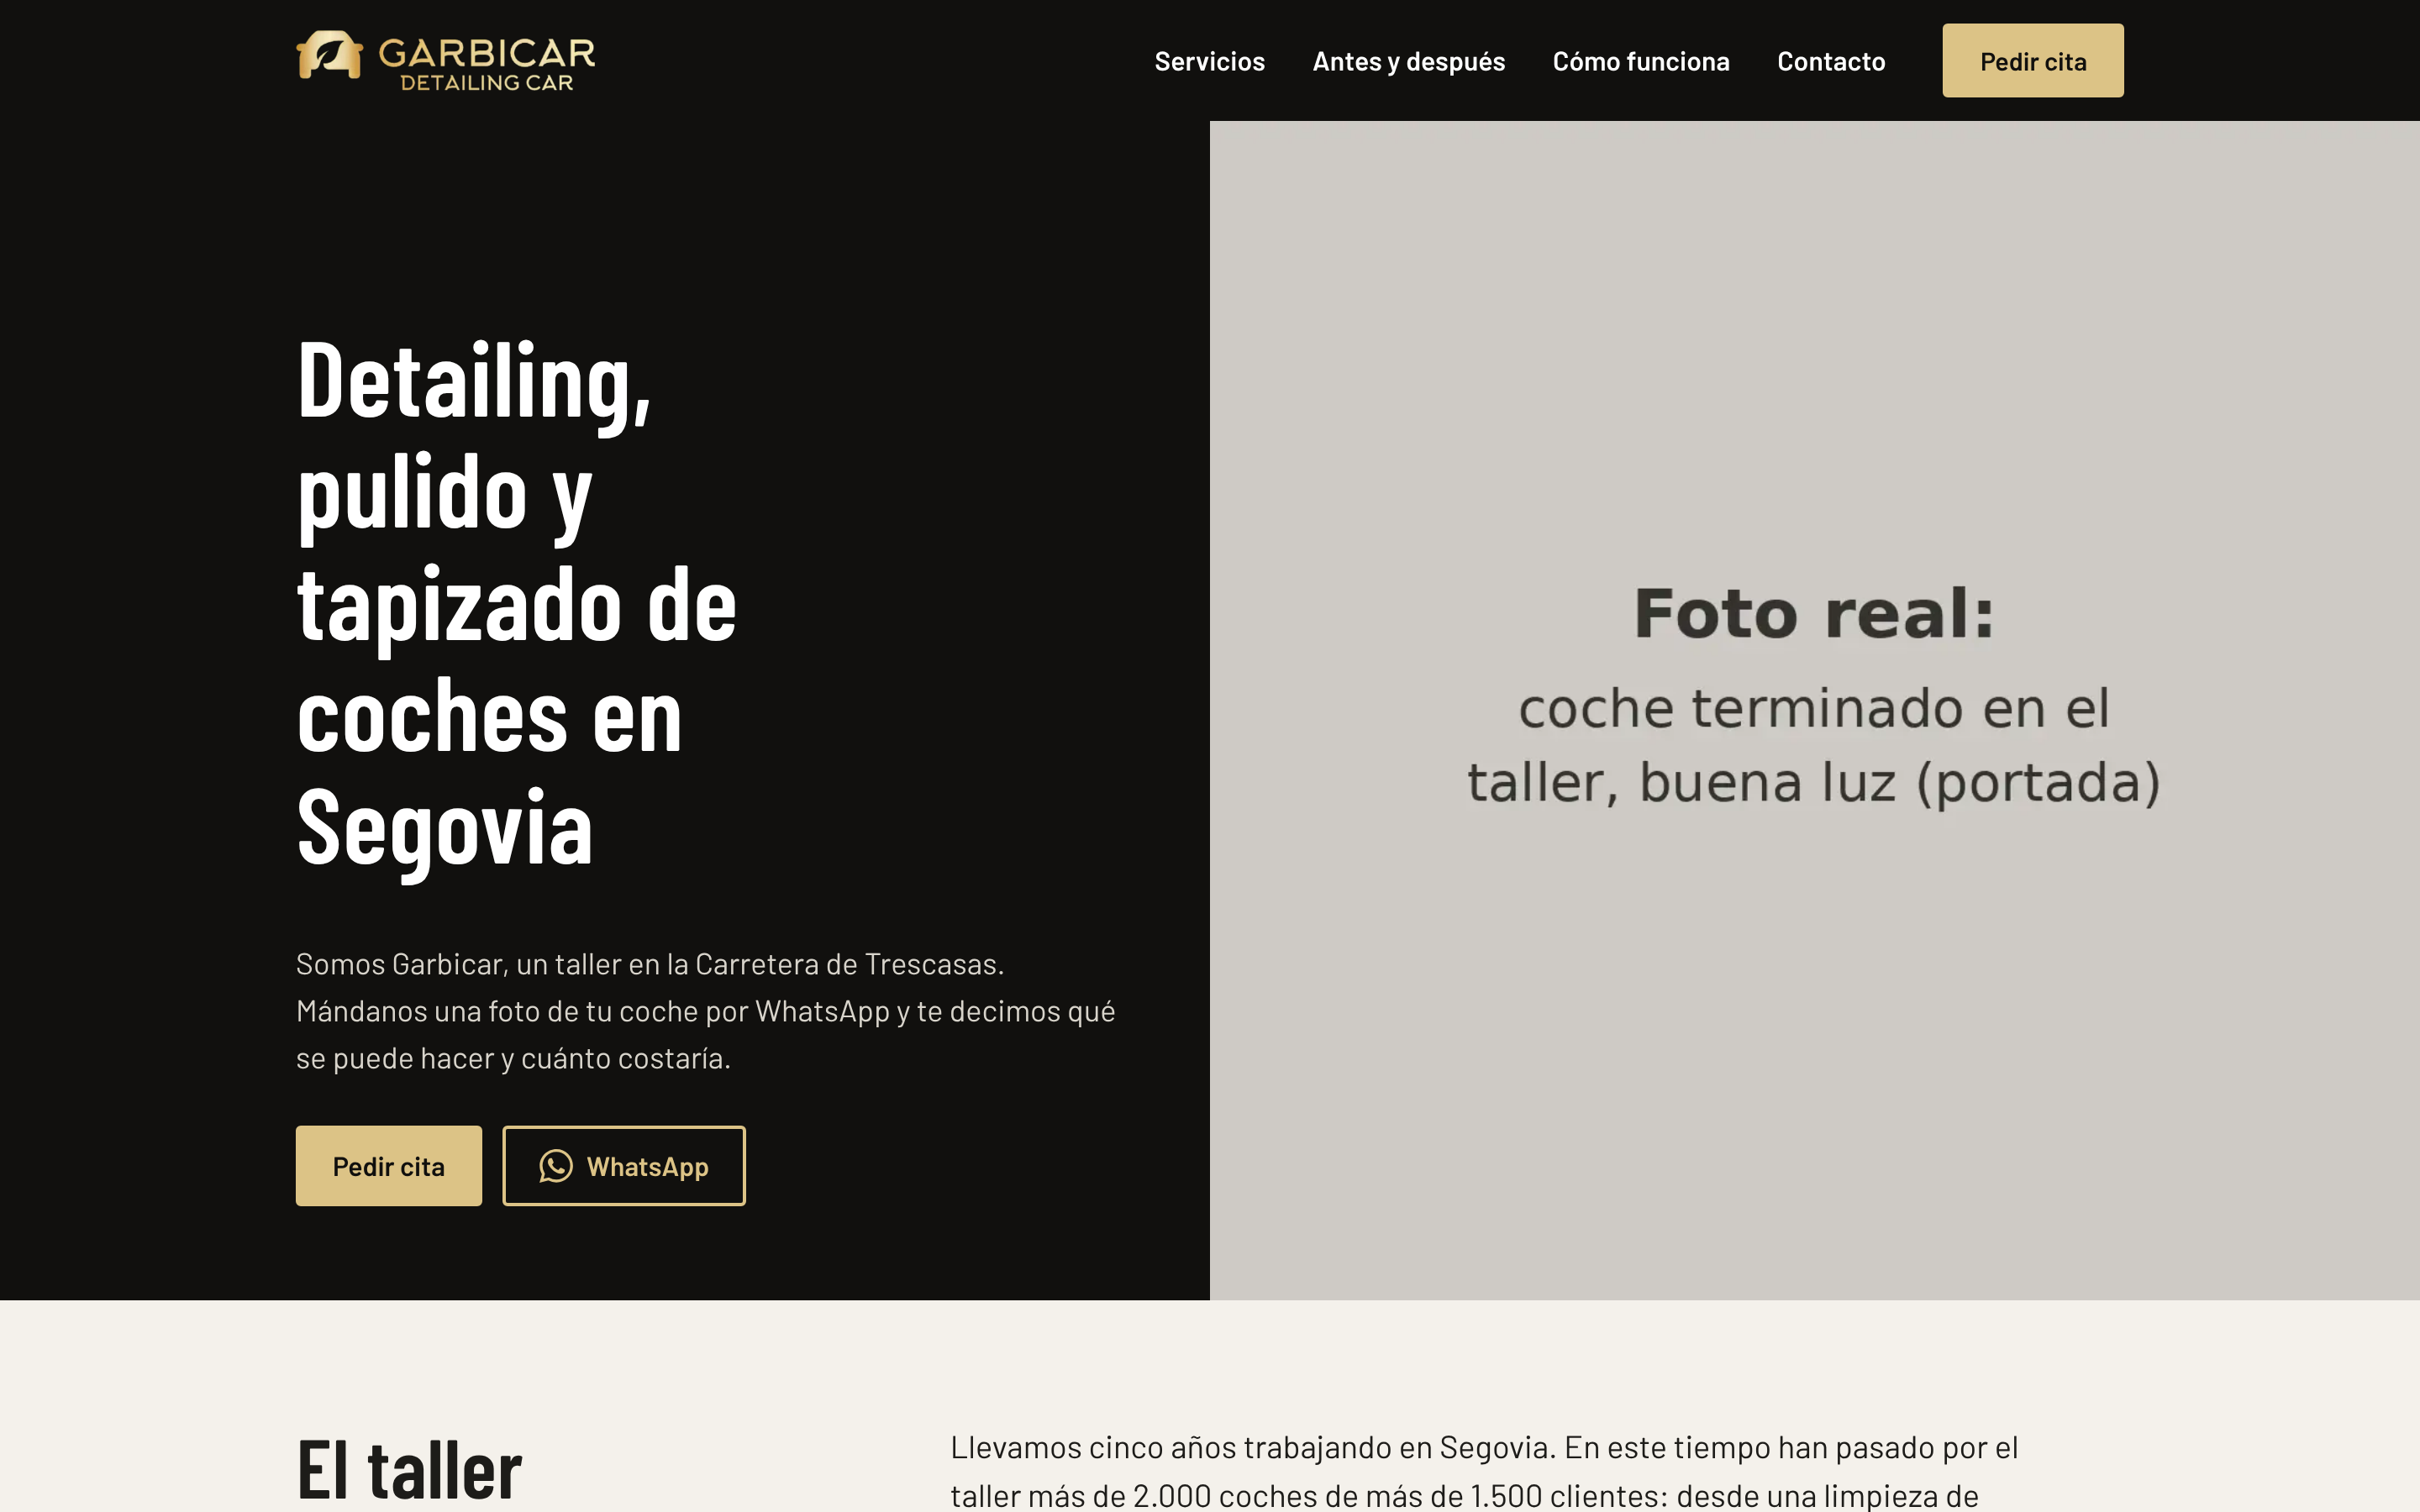 GARBICAR
DETAILING CAR
Servicios
Antes y después
Cómo funciona
Contacto
Pedir cita
Detailing,
pulido y
tapizado de
coches en
Segovia
Somos Garbicar, un taller en la Carretera de Trescasas.
Mándanos una foto de tu coche por WhatsApp y te decimos qué
se puede hacer y cuánto costaría.
Pedir cita
WhatsApp
Foto real:
coche terminado en el
taller, buena luz (portada)
El taller
Llevamos cinco años trabajando en Segovia. En este tiempo han pasado por el
taller más de 2.000 coches de más de 1.500 clientes: desde una limpieza de